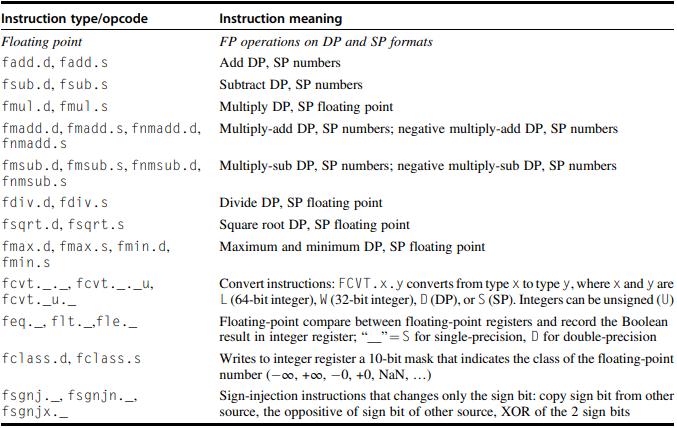 Instruction type/opcode Instruction meaning
Floating point FP operations on DP and SP formats
fadd.d, fadd.s Add DP, SP numbers
fsub.d, fsub.s Subtract DP, SP numbers
fmul.d, fmul.s Multiply DP, SP floating point
fmadd.d, fmadd.s, fnmadd.d, Multiply-add DP, SP numbers; negative multiply-add DP, SP numbers
fnmadd.s
fmsub.d, fmsub.s, fnmsub.d, Multiply-sub DP, SP numbers; negative multiply-sub DP, SP numbers
fnmsub.s
fdiv.d, fdiv.s Divide DP, SP floating point
fsqrt.d, fsqrt.s Square root DP, SP floating point
fmax.d, fmax.s, fmin.d, Maximum and minimum DP, SP floating point
fmin.s
fcvt._._, fcvt._._u, Convert instructions: FCVT.x.y converts from type x to type y, where x and y are
fcvt._u._ L (64-bit integer), W (32-bit integer), D (DP), or S (SP). Integers can be unsigned (U)
feq._, flt._,fle._ Floating-point compare between floating-point registers and record the Boolean
result in integer register; “__”= S for single-precision, D for double-precision
fclass.d, fclass.s Writes to integer register a 10-bit mask that indicates the class of the floating-point
number (−∞, +∞, −0, +0, NaN, …)
fsgnj._, fsgnjn._, Sign-injection instructions that changes only the sign bit: copy sign bit from other
fsgnjx._ source, the oppositive of sign bit of other source, XOR of the 2 sign bits